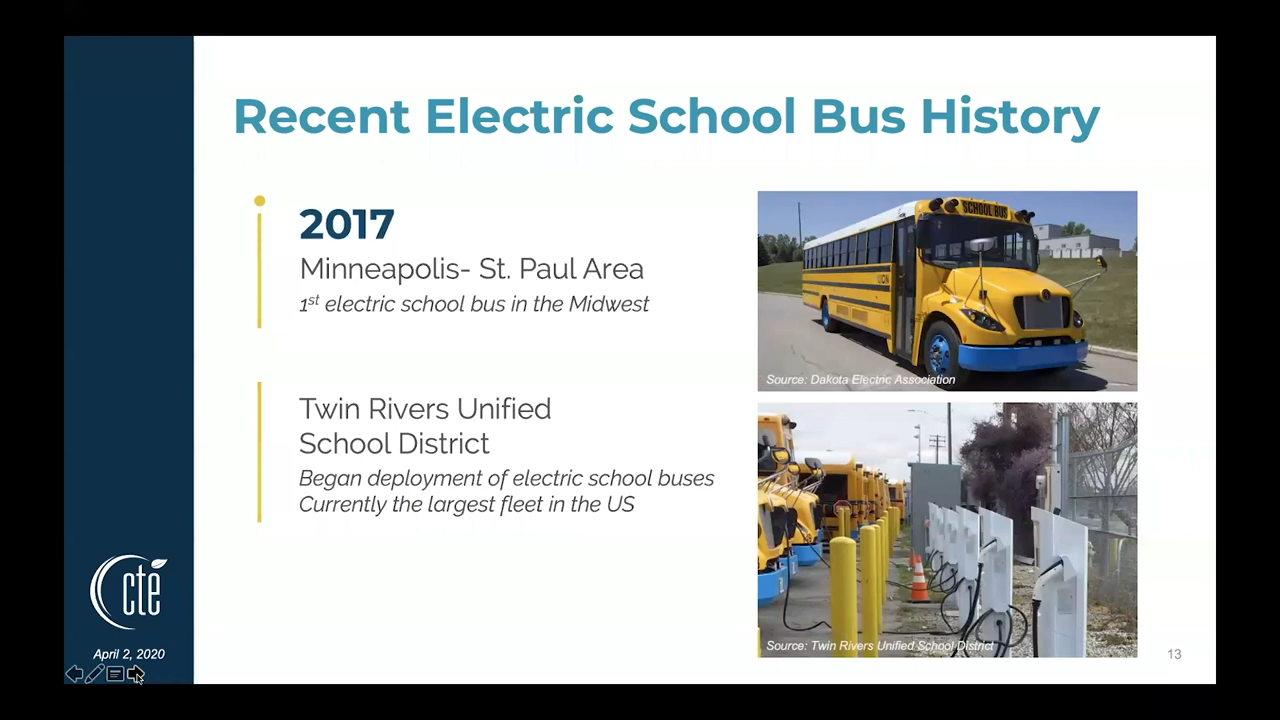 Recent Electric School Bus History
2017
Minneapolis- St. Paul Area
1st electric school bus in the Midwest
Twin Rivers Unified
School District
Began deployment of electric school buses
Currently the largest fleet in the US
SCHOOL BUS
LION
Source: Dakota Electric Association
Source: Twin Rivers Unified School District
cte
April 2, 2020
13